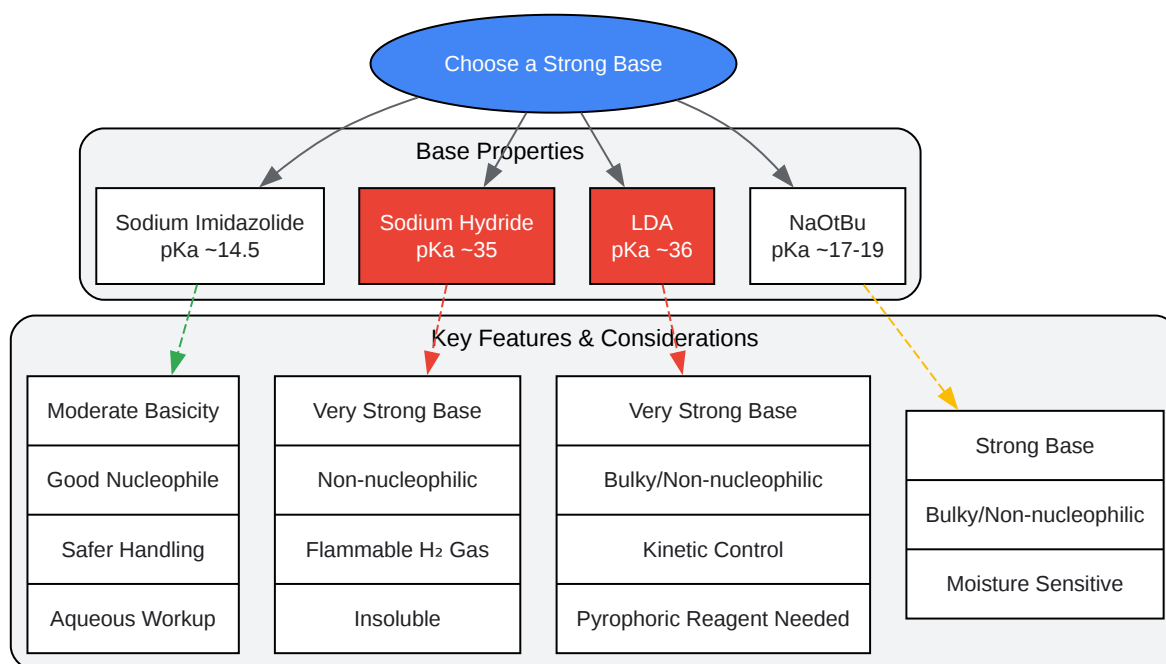 Choose a Strong Base
Base Properties
Sodium Imidazolide
pKa ~14.5
Sodium Hydride
pKa ~35
LDA
pKa ~36
NaOtBu
pKa ~17-19
Key Features & Considerations
Moderate Basicity
Good Nucleophile
Safer Handling
Aqueous Workup
Very Strong Base
Non-nucleophilic
Flammable H₂ Gas
Insoluble
Very Strong Base
Bulky/Non-nucleophilic
Kinetic Control
Pyrophoric Reagent Needed
Strong Base
Bulky/Non-nucleophilic
Moisture Sensitive